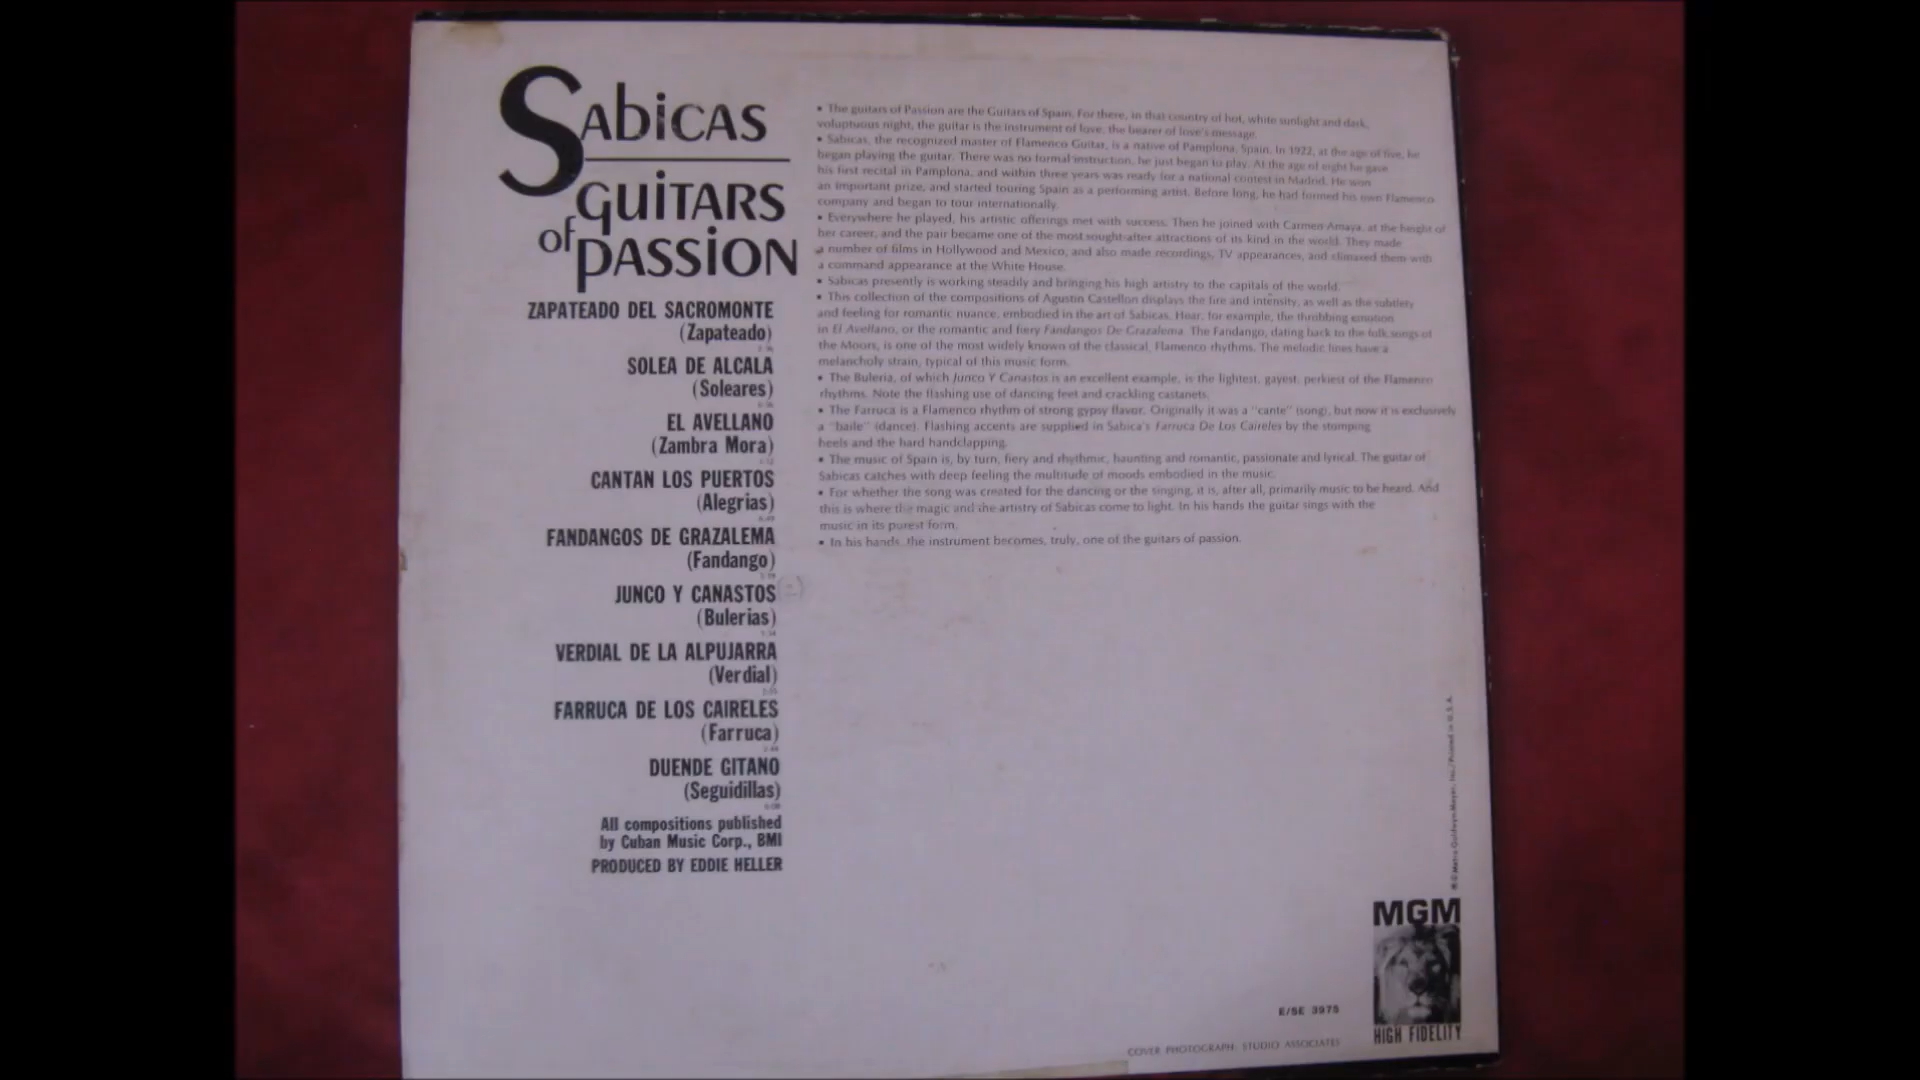 SABICAS
GUITARS
of PASSION
ZAPATEADO DEL SACROMONTE
(Zapateado)
SOLEA DE ALCALA
(Soleares)
EL AVELLANO
(Zambra Mora)
CANTAN LOS PUERTOS
(Alegrias)
FANDANGOS DE GRAZALEMA
(Fandango)
JUNCO Y CANASTOS
(Bulerias)
VERDIAL DE LA ALPUJARRA
(Verdial)
FARRUCA DE LOS CAIRELES
(Farruca)
DUENDE GITANO
(Seguidillas)
All compositions published
by Cuban Music Corp., BMI
PRODUCED BY EDDIE HELLER
• The guitars of Passion are the Guitars of Spain. For there, in that country of hot, white sunlight and dark,
voluptuous night, the guitar is the instrument of love, the bearer of love's message.
• Sabicas, the recognized master of Flamenco Guitar, is a native of Pamplona, Spain. In 1922, at the age of five, he
began playing the guitar. There was no formal instruction, he just began to play. At the age of eight he gave
his first recital in Pamplona, and within three years was ready for a national contest in Madrid. He won
an important prize, and started touring Spain as a performing artist. Before long, he had formed his own Flamenco
company and began to tour internationally.
• Everywhere he played, his artistic offerings met with success. Then he joined with Carmen Amaya, at the height of
her career, and the pair became one of the most sought-after attractions of its kind in the world. They made
a number of films in Hollywood and Mexico, and also made recordings, TV appearances, and climaxed them with
a command appearance at the White House.
• Sabicas presently is working steadily and bringing his high artistry to the capitals of the world.
• This collection of the compositions of Agustin Castellon displays the fire and intensity, as well as the subtlety
and feeling for romantic nuance, embodied in the art of Sabicas. Hear, for example, the throbbing emotion
in El Avellano, or the romantic and fiery Fandangos De Grazalema. The Fandango, dating back to the folk songs of
the Moors, is one of the most widely known of the classical, Flamenco rhythms. The melodic lines have a
melancholy strain, typical of this music form.
• The Buleria, of which Junco Y Canastos is an excellent example, is the lightest, gayest, perkiest of the Flamenco
rhythms. Note the flashing use of dancing feet and crackling castanets.
• The Farruca is a Flamenco rhythm of strong gypsy flavor. Originally it was a "cante" (song), but now it is exclusively
a "baile" (dance). Flashing accents are supplied in Sabica's Farruca De Los Caireles by the stomping
heels and the hard handclapping.
• The music of Spain is, by turn, fiery and rhythmic, haunting and romantic, passionate and lyrical. The guitar of
Sabicas catches with deep feeling the multitude of moods embodied in the music.
• For whether the song was created for the dancing or the singing, it is, after all, primarily music to be heard. And
this is where the magic and the artistry of Sabicas come to light. In his hands the guitar sings with the
music in its purest form.
• In his hands, the instrument becomes, truly, one of the guitars of passion.
Metro-Goldwyn-Mayer, Inc./Printed in U.S.A.
MGM
HIGH FIDELITY
E/SE 3975
COVER PHOTOGRAPH: STUDIO ASSOCIATES